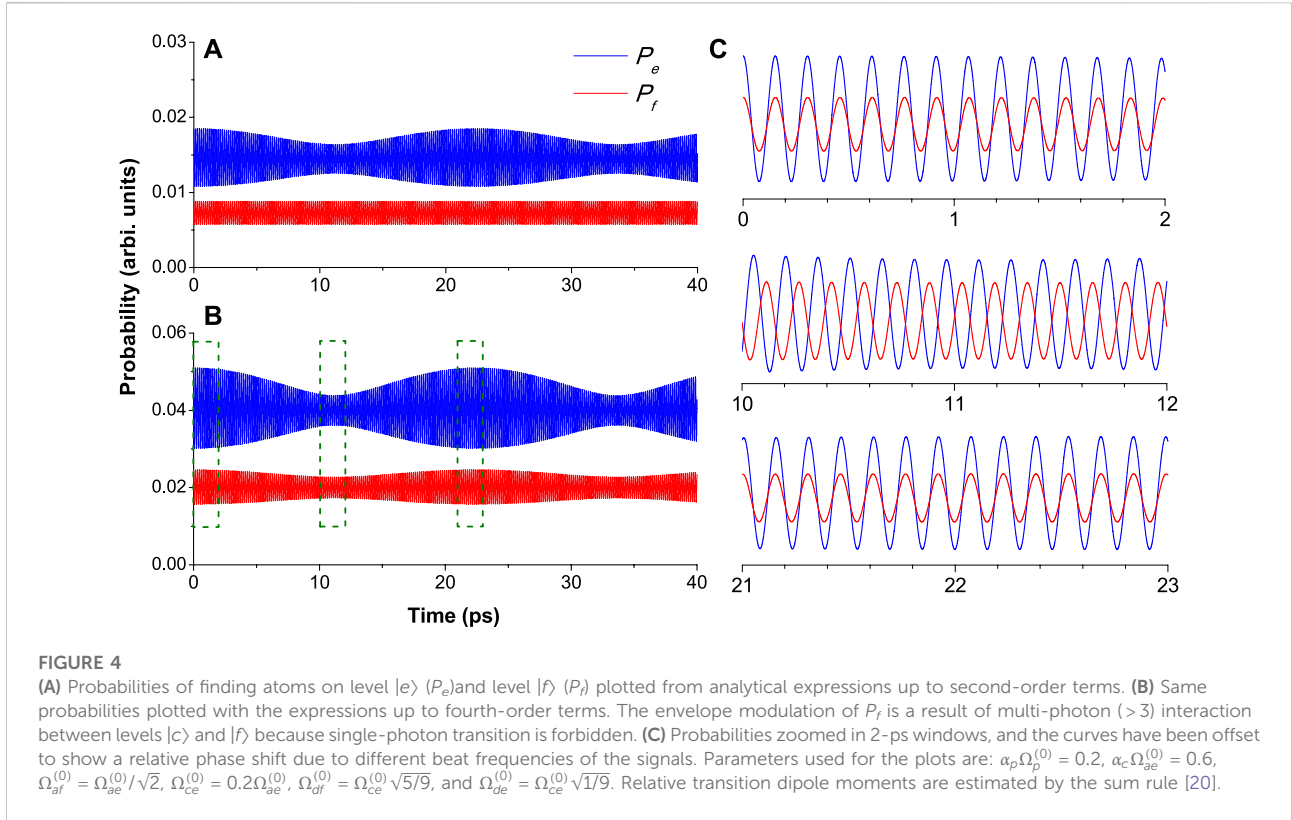 A
P_e
P_f
0.03
0.02
0.01
0.00
0 10 20 30 40
B
0.06
0.04
0.02
0.00
0 10 20 30 40
Probability (arbi. units)
Time (ps)
C
0 1 2
10 11 12
21 22 23
FIGURE 4
(A) Probabilities of finding atoms on level |e⟩ (P_e)and level |f⟩ (P_f) plotted from analytical expressions up to second-order terms. (B) Same
probabilities plotted with the expressions up to fourth-order terms. The envelope modulation of P_f is a result of multi-photon (>3) interaction
between levels |c⟩ and |f⟩ because single-photon transition is forbidden. (C) Probabilities zoomed in 2-ps windows, and the curves have been offset
to show a relative phase shift due to different beat frequencies of the signals. Parameters used for the plots are: α_pΩ_p^(0) = 0.2, α_cΩ_ae^(0) = 0.6,
Ω_af^(0) = Ω_ae^(0)/√2, Ω_ce^(0) = 0.2Ω_ae^(0), Ω_df^(0) = Ω_ce^(0)√5/9, and Ω_de^(0) = Ω_ce^(0)√1/9. Relative transition dipole moments are estimated by the sum rule [20].